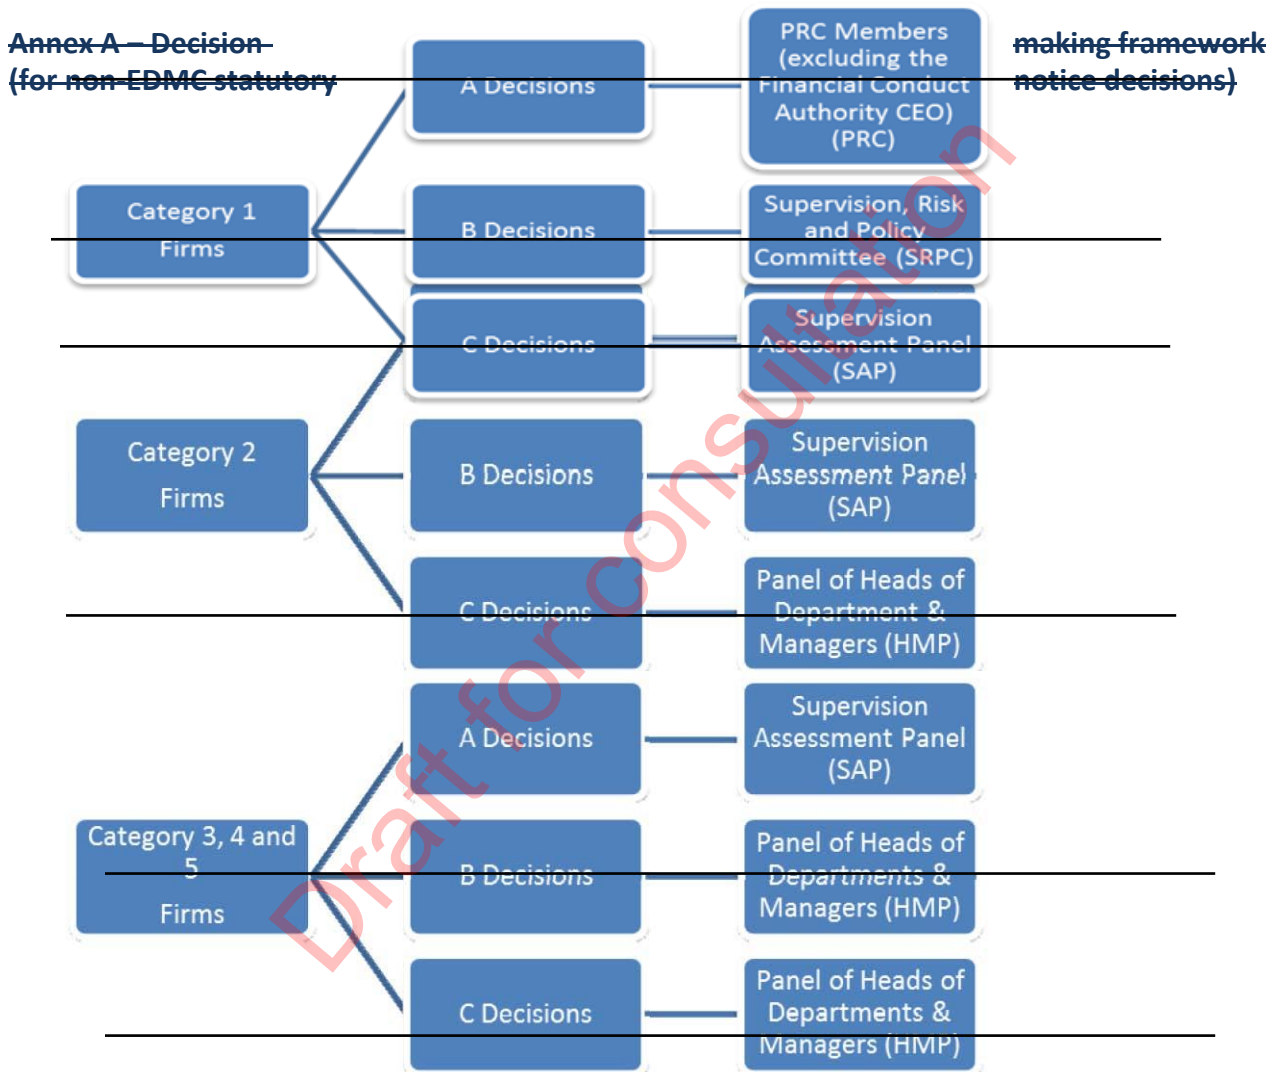 Annex A – Decision making framework
(for non-EDMC statutory notice decisions)
Category 1
Firms
A Decisions
PRC Members
(excluding the
Financial Conduct
Authority CEO)
(PRC)
B Decisions
Supervision, Risk
and Policy
Committee (SRPC)
C Decisions
Supervision
Assessment Panel
(SAP)
Category 2
Firms
B Decisions
Supervision
Assessment Panel
(SAP)
C Decisions
Panel of Heads of
Department &
Managers (HMP)
Category 3, 4 and
5
Firms
A Decisions
Supervision
Assessment Panel
(SAP)
B Decisions
Panel of Heads of
Departments &
Managers (HMP)
C Decisions
Panel of Heads of
Departments &
Managers (HMP)
Draft for consultation